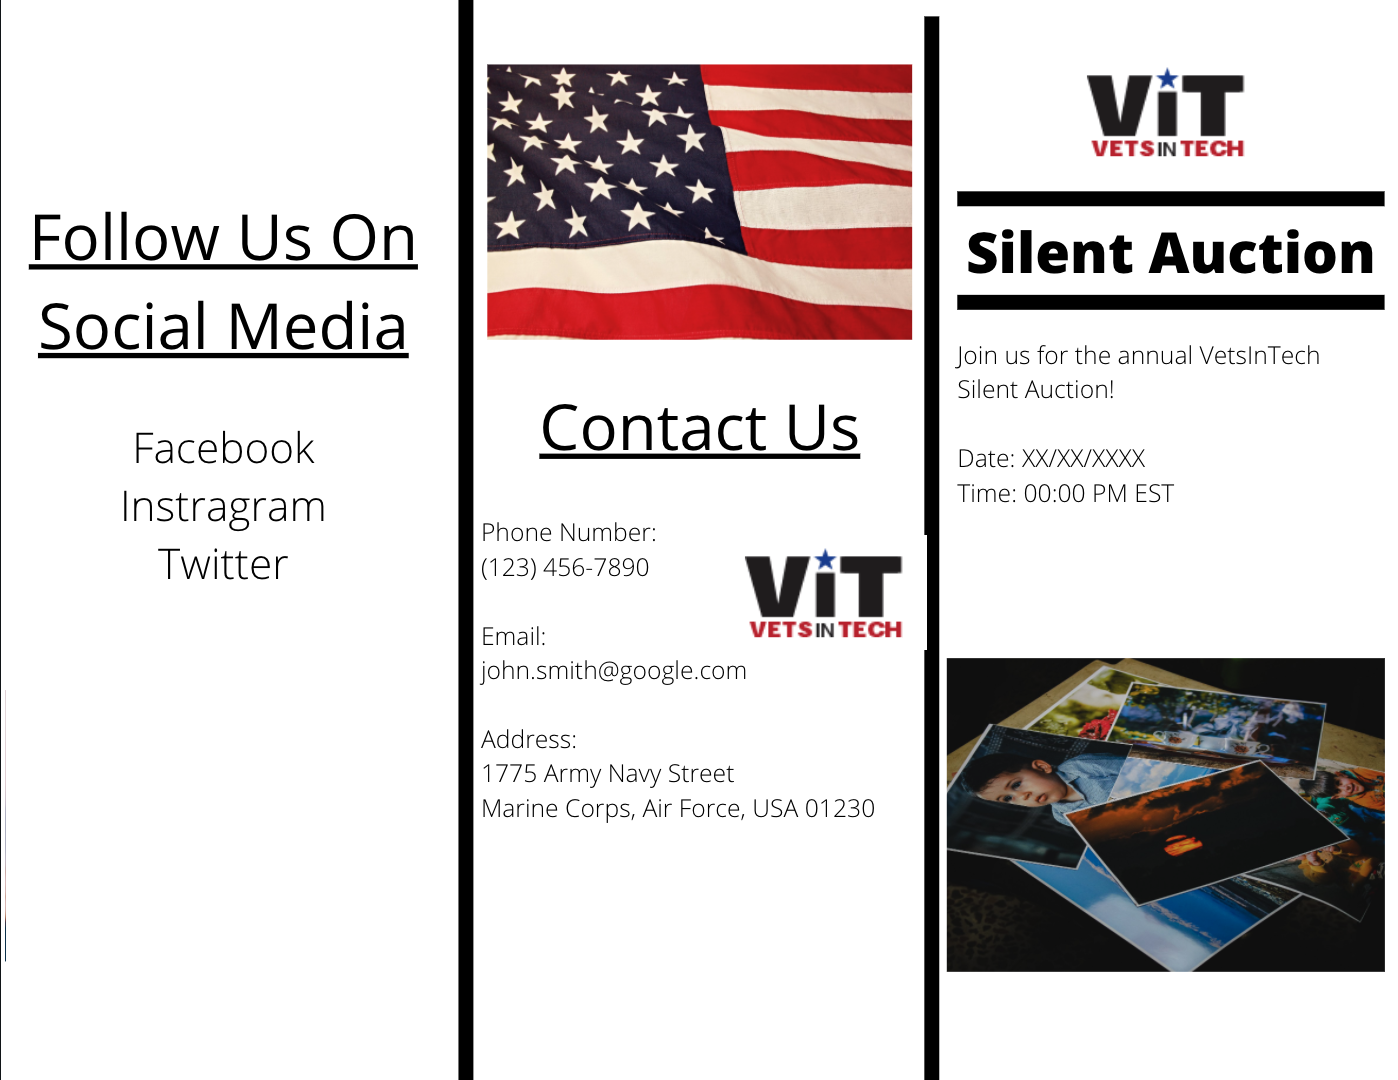 Follow Us On
Social Media
Facebook
Instragram
Twitter
Contact Us
Phone Number:
(123) 456-7890
Email:
john.smith@google.com
Address:
1775 Army Navy Street
Marine Corps, Air Force, USA 01230
ViT
VETS IN TECH
ViT
VETS IN TECH
Silent Auction
Join us for the annual VetsInTech
Silent Auction!
Date: XX/XX/XXXX
Time: 00:00 PM EST